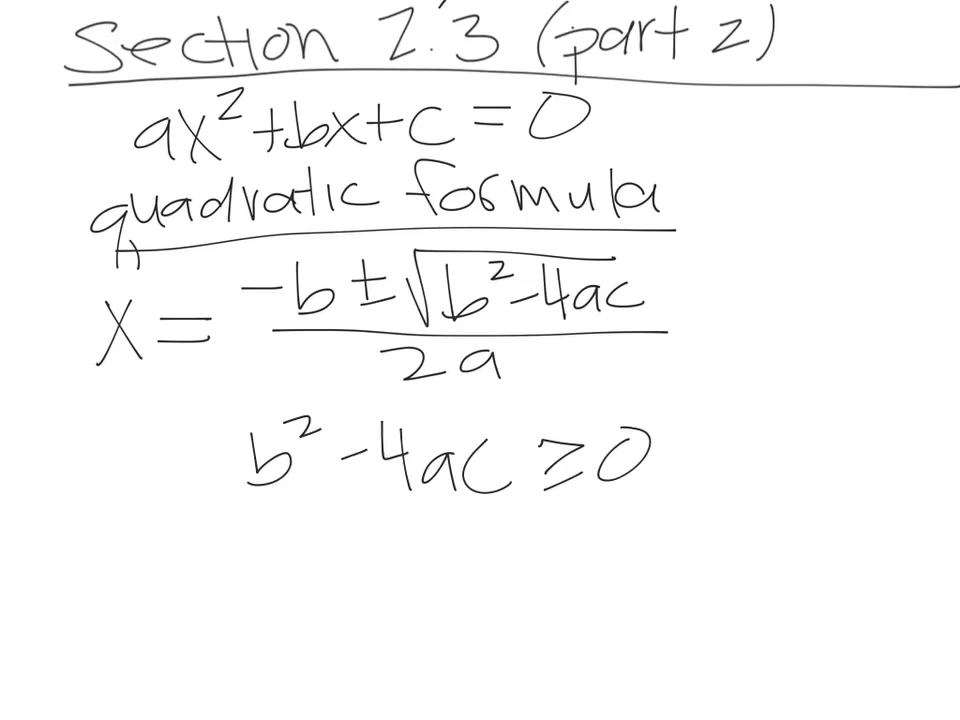 Section 2.3 (part 2)
ax² + bx + c = 0
quadratic formula
x = (-b ± √(b² - 4ac)) / 2a
b² - 4ac ≥ 0